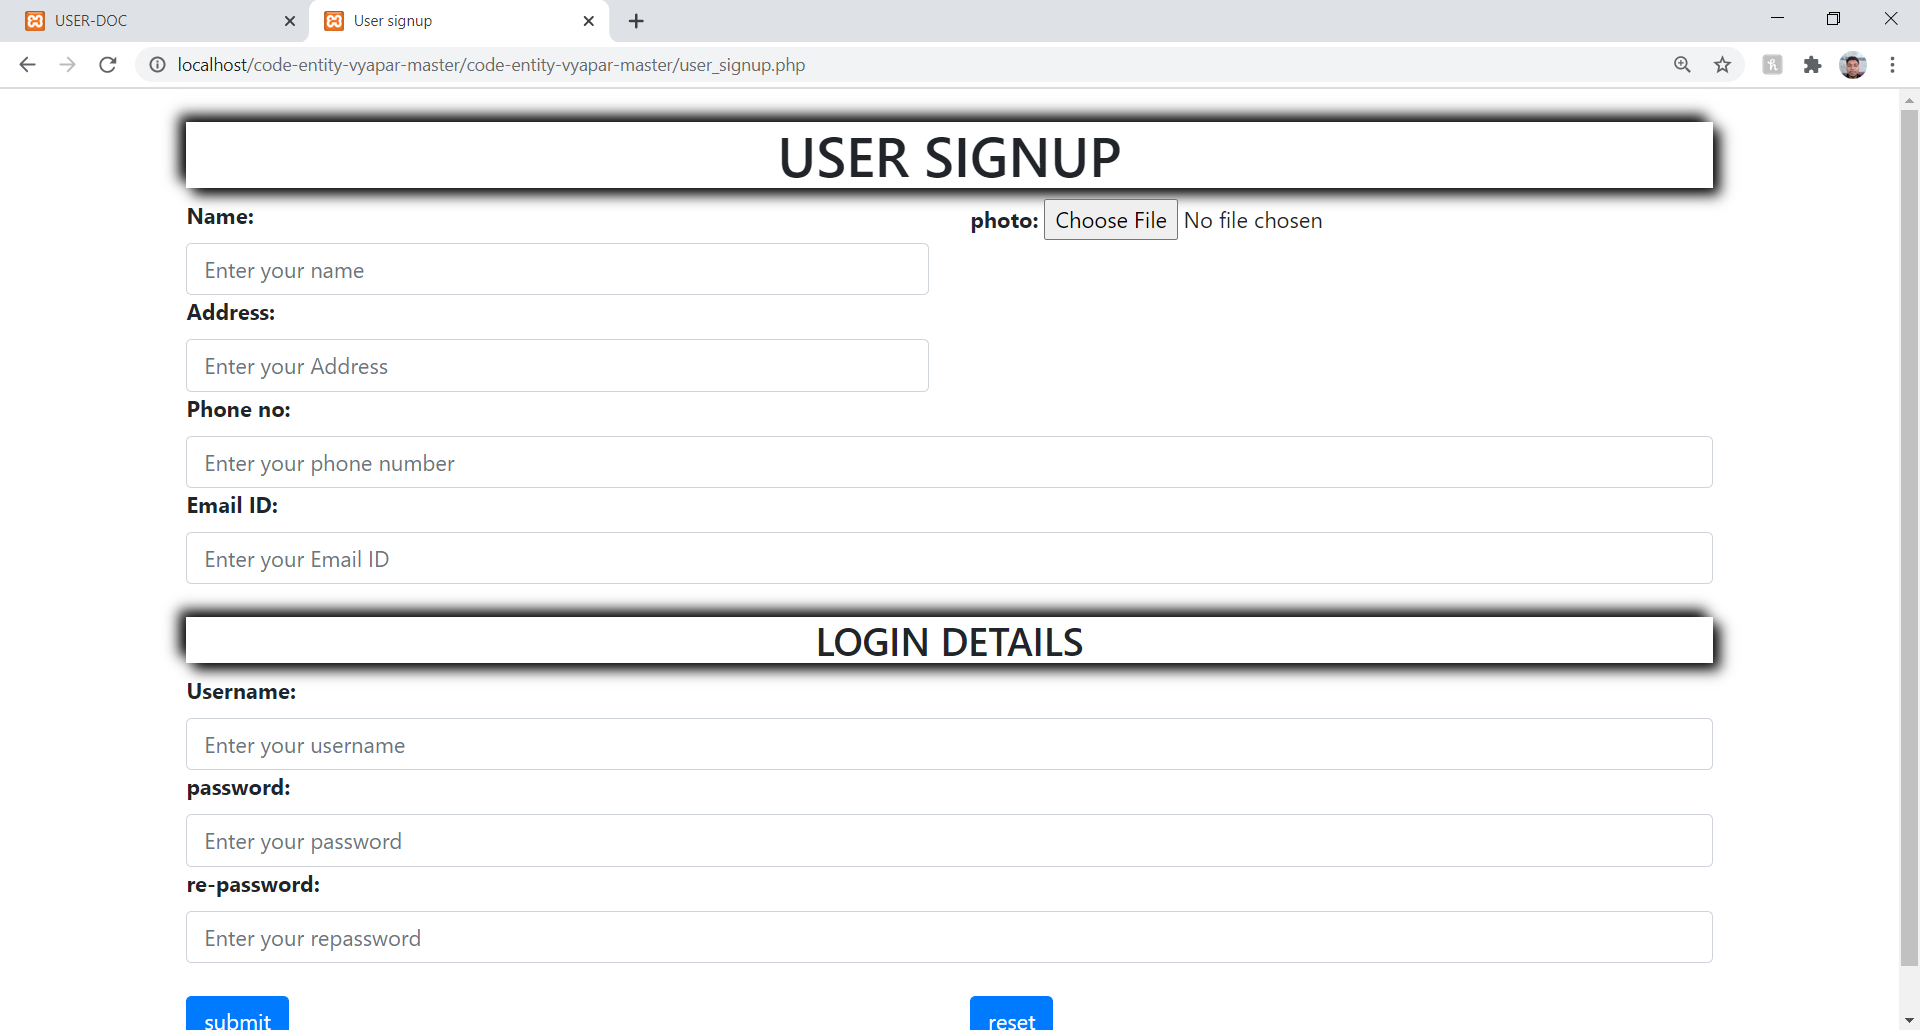 USER-DOC
User signup
localhost/code-entity-vyapar-master/code-entity-vyapar-master/user_signup.php
USER SIGNUP
Name:
photo: Choose File No file chosen
Enter your name
Address:
Enter your Address
Phone no:
Enter your phone number
Email ID:
Enter your Email ID
LOGIN DETAILS
Username:
Enter your username
password:
Enter your password
re-password:
Enter your repassword
submit
reset